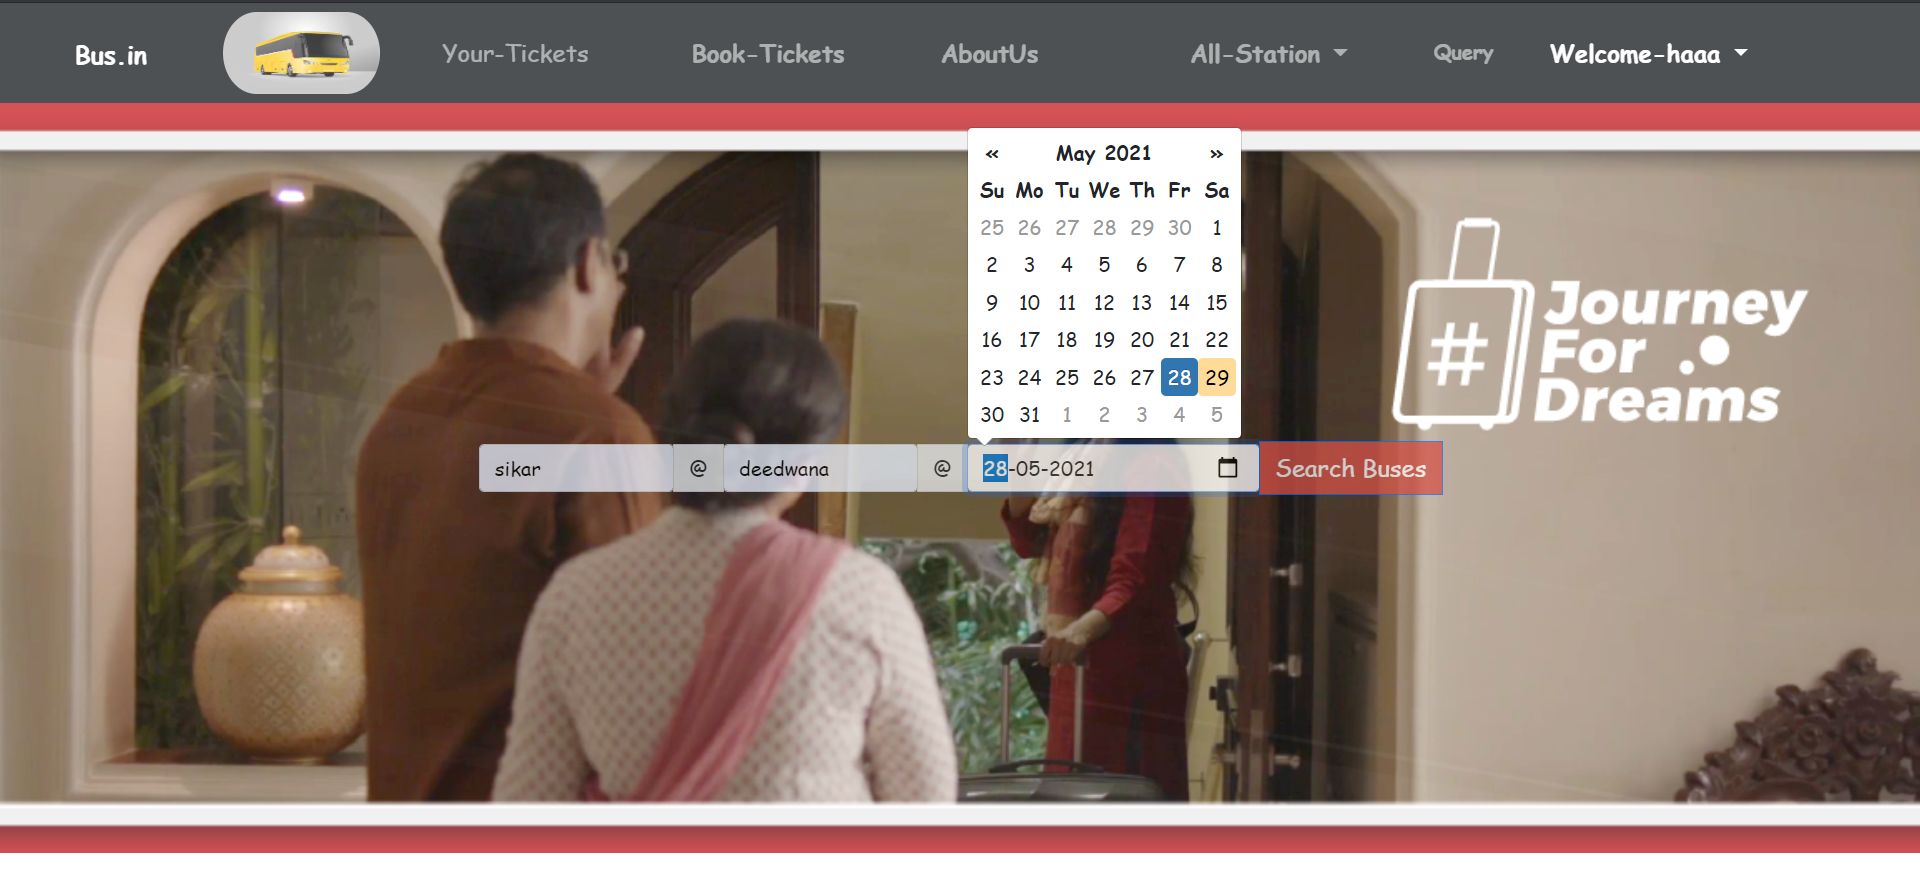 Bus.in Your-Tickets Book-Tickets AboutUs All-Station Query Welcome-haaa
« May 2021 »
Su Mo Tu We Th Fr Sa
25 26 27 28 29 30 1
2 3 4 5 6 7 8
9 10 11 12 13 14 15
16 17 18 19 20 21 22
23 24 25 26 27 28 29
30 31 1 2 3 4 5
# Journey
For
Dreams
sikar @ deedwana @ 28-05-2021 Search Buses